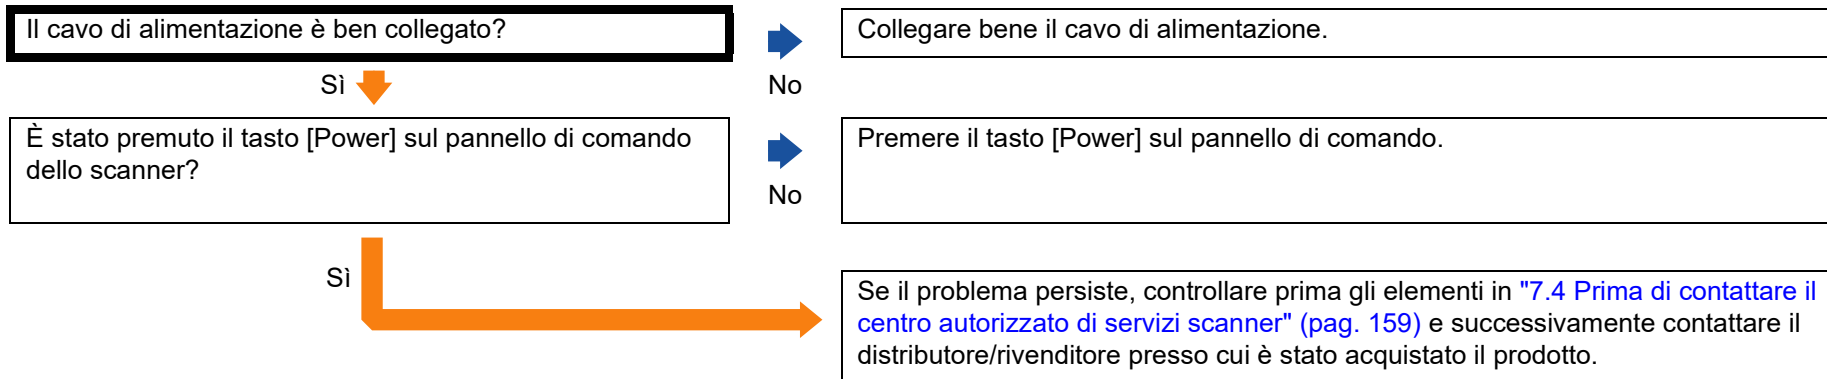 Il cavo di alimentazione è ben collegato?
Collegare bene il cavo di alimentazione.
Sì
No
È stato premuto il tasto [Power] sul pannello di comando
dello scanner?
Premere il tasto [Power] sul pannello di comando.
No
Sì
Se il problema persiste, controllare prima gli elementi in "7.4 Prima di contattare il
centro autorizzato di servizi scanner" (pag. 159) e successivamente contattare il
distributore/rivenditore presso cui è stato acquistato il prodotto.